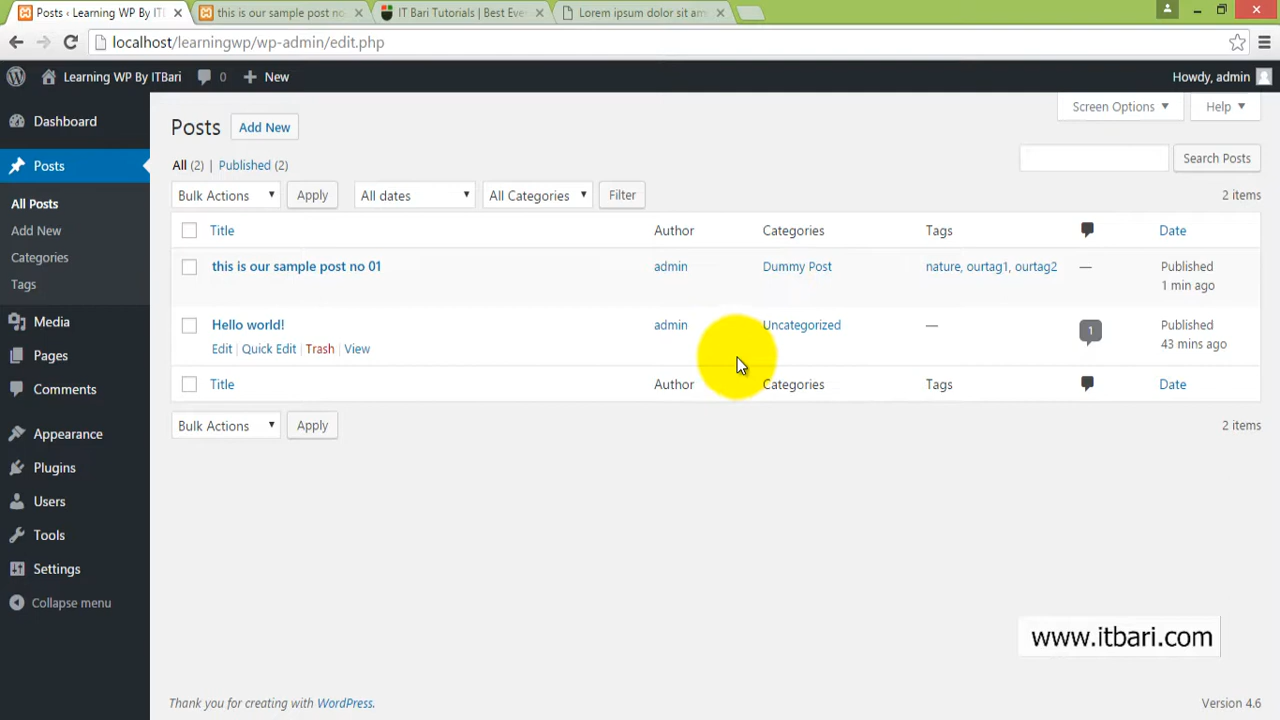 Posts ‹ Learning WP By ITB
this is our sample post no
IT Bari Tutorials | Best Eve
Lorem ipsum dolor sit am
localhost/learningwp/wp-admin/edit.php
Learning WP By ITBari 0 New
Howdy, admin
Dashboard
Posts
All Posts
Add New
Categories
Tags
Media
Pages
Comments
Appearance
Plugins
Users
Tools
Settings
Collapse menu
Screen Options Help
Posts Add New
All (2) | Published (2)
Search Posts
Bulk Actions Apply All dates All Categories Filter
2 items
Title Author Categories Tags Date
this is our sample post no 01 admin Dummy Post nature, ourtag1, ourtag2 — Published
1 min ago
Hello world! admin Uncategorized — 1 Published
Edit | Quick Edit | Trash | View 43 mins ago
Title Author Categories Tags Date
Bulk Actions Apply
2 items
www.itbari.com
Thank you for creating with WordPress.
Version 4.6